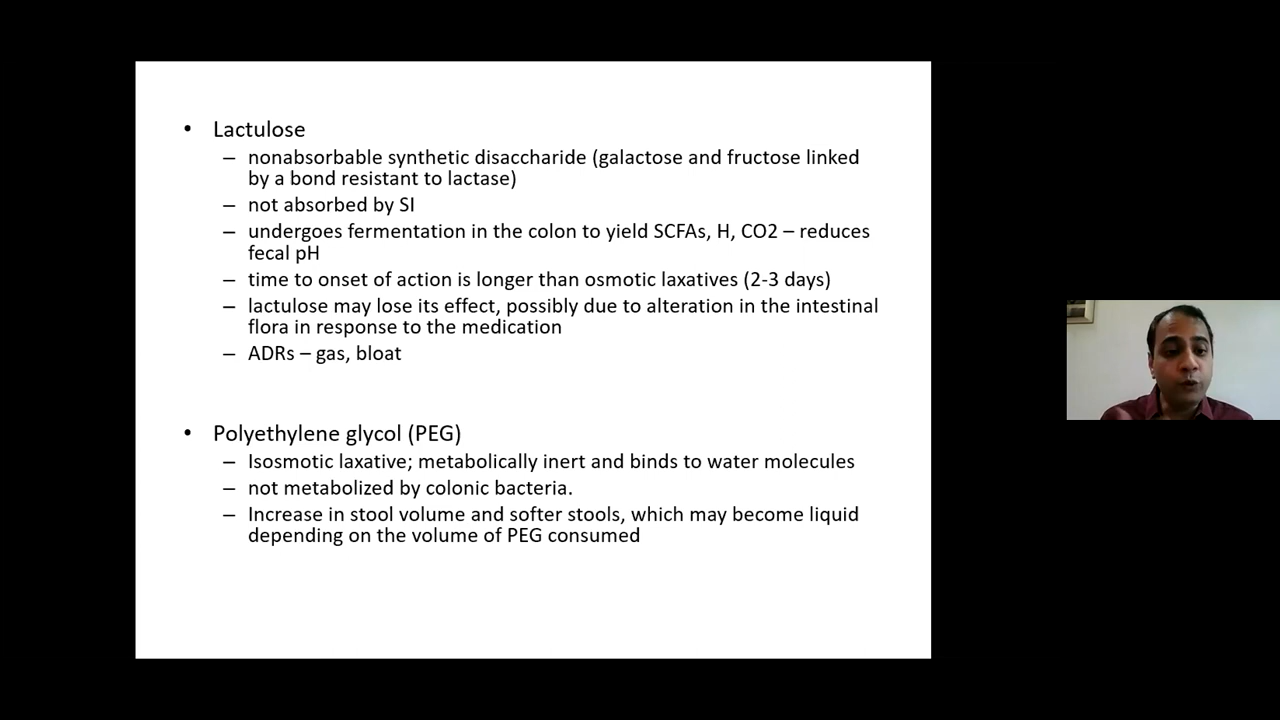 • Lactulose
– nonabsorbable synthetic disaccharide (galactose and fructose linked
by a bond resistant to lactase)
– not absorbed by SI
– undergoes fermentation in the colon to yield SCFAs, H, CO2 – reduces
fecal pH
– time to onset of action is longer than osmotic laxatives (2-3 days)
– lactulose may lose its effect, possibly due to alteration in the intestinal
flora in response to the medication
– ADRs – gas, bloat
• Polyethylene glycol (PEG)
– Isosmotic laxative; metabolically inert and binds to water molecules
– not metabolized by colonic bacteria.
– Increase in stool volume and softer stools, which may become liquid
depending on the volume of PEG consumed